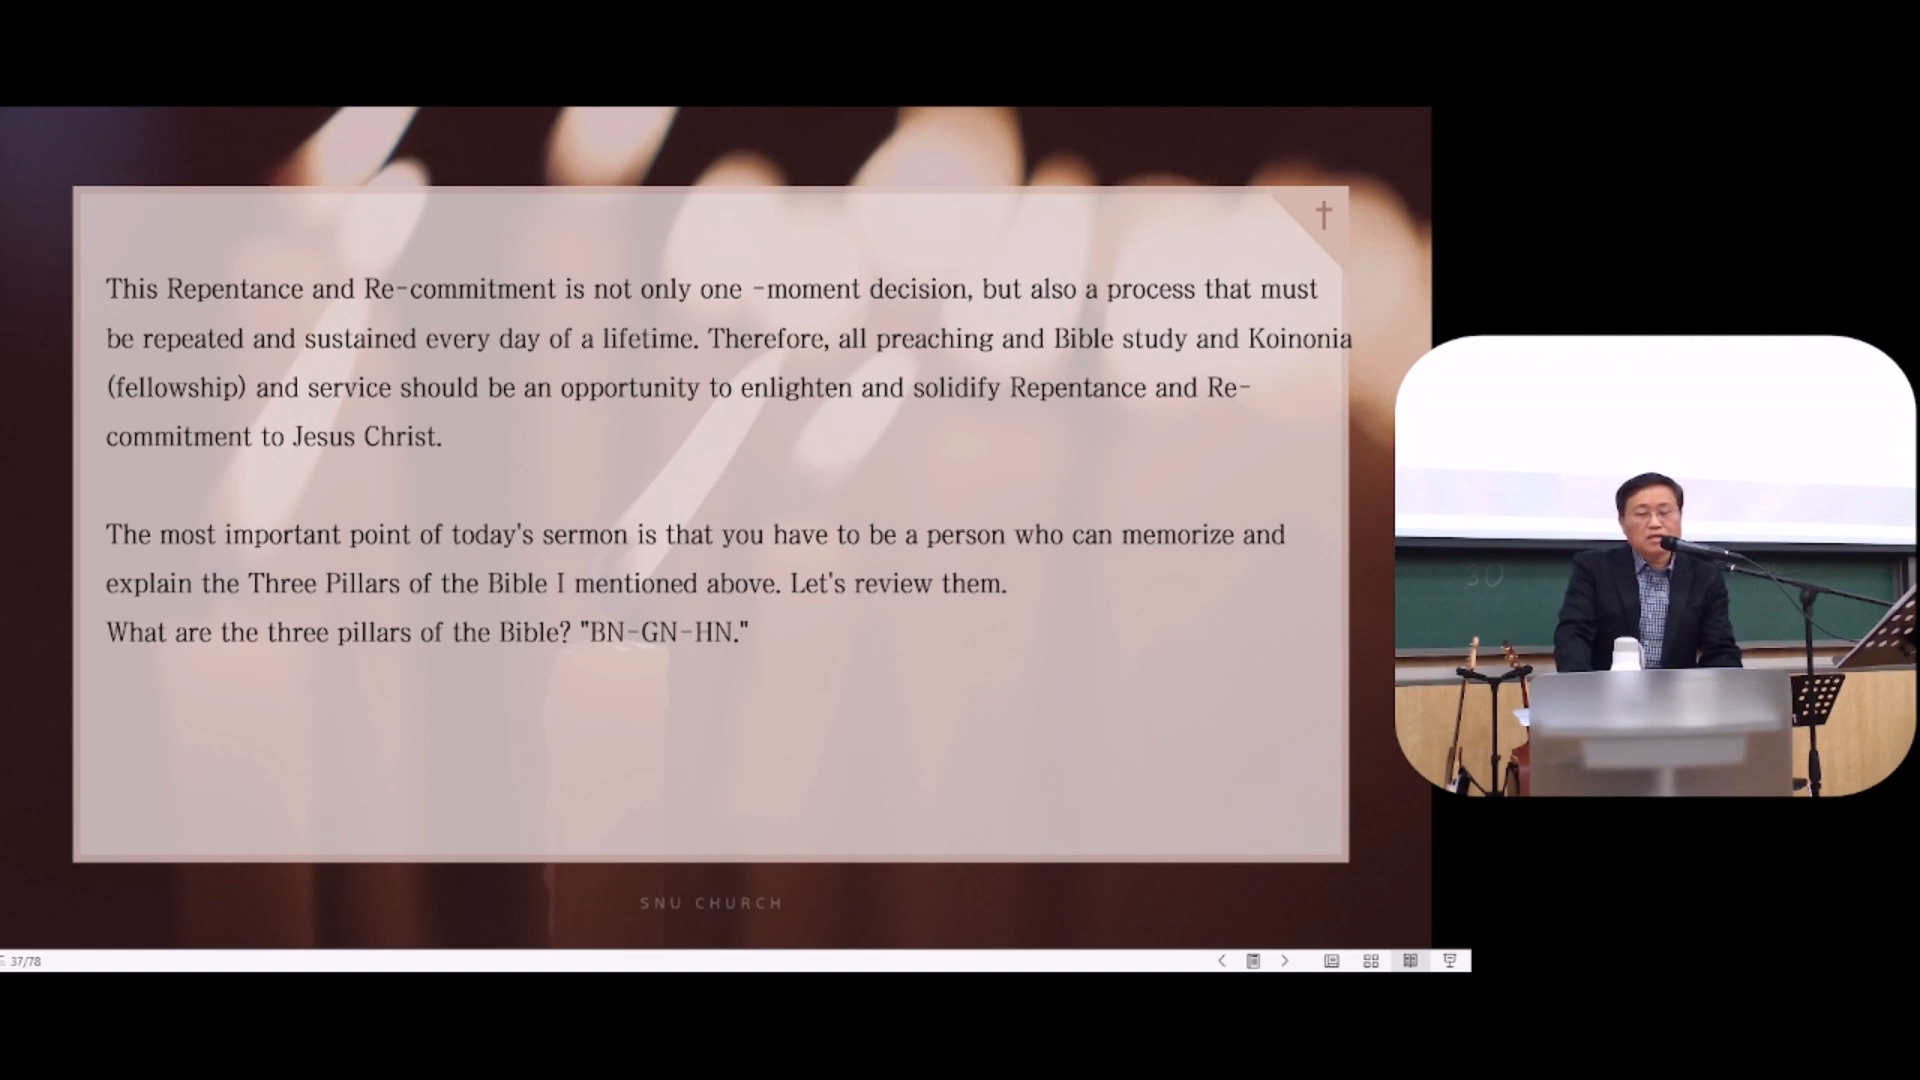 This Repentance and Re-commitment is not only one -moment decision, but also a process that must
be repeated and sustained every day of a lifetime. Therefore, all preaching and Bible study and Koinonia
(fellowship) and service should be an opportunity to enlighten and solidify Repentance and Re-
commitment to Jesus Christ.
The most important point of today's sermon is that you have to be a person who can memorize and
explain the Three Pillars of the Bible I mentioned above. Let's review them.
What are the three pillars of the Bible? "BN-GN-HN."
SNU CHURCH
37/78
30